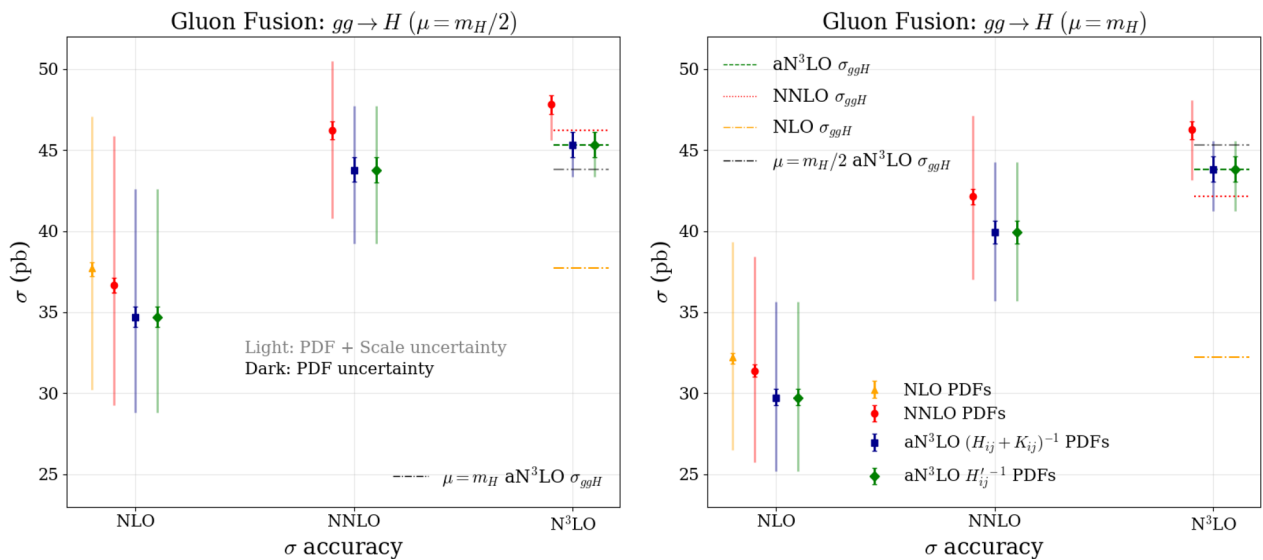 Gluon Fusion: gg → H (μ = m_H/2)
50
45
40
35
30
25
σ (pb)
Light: PDF + Scale uncertainty
Dark: PDF uncertainty
μ = m_H aN³LO σ_ggH
NLO
NNLO
N³LO
σ accuracy
Gluon Fusion: gg → H (μ = m_H)
50
45
40
35
30
25
σ (pb)
aN³LO σ_ggH
NNLO σ_ggH
NLO σ_ggH
μ = m_H/2 aN³LO σ_ggH
NLO PDFs
NNLO PDFs
aN³LO (H_ij + K_ij)⁻¹ PDFs
aN³LO H′_ij⁻¹ PDFs
NLO
NNLO
N³LO
σ accuracy